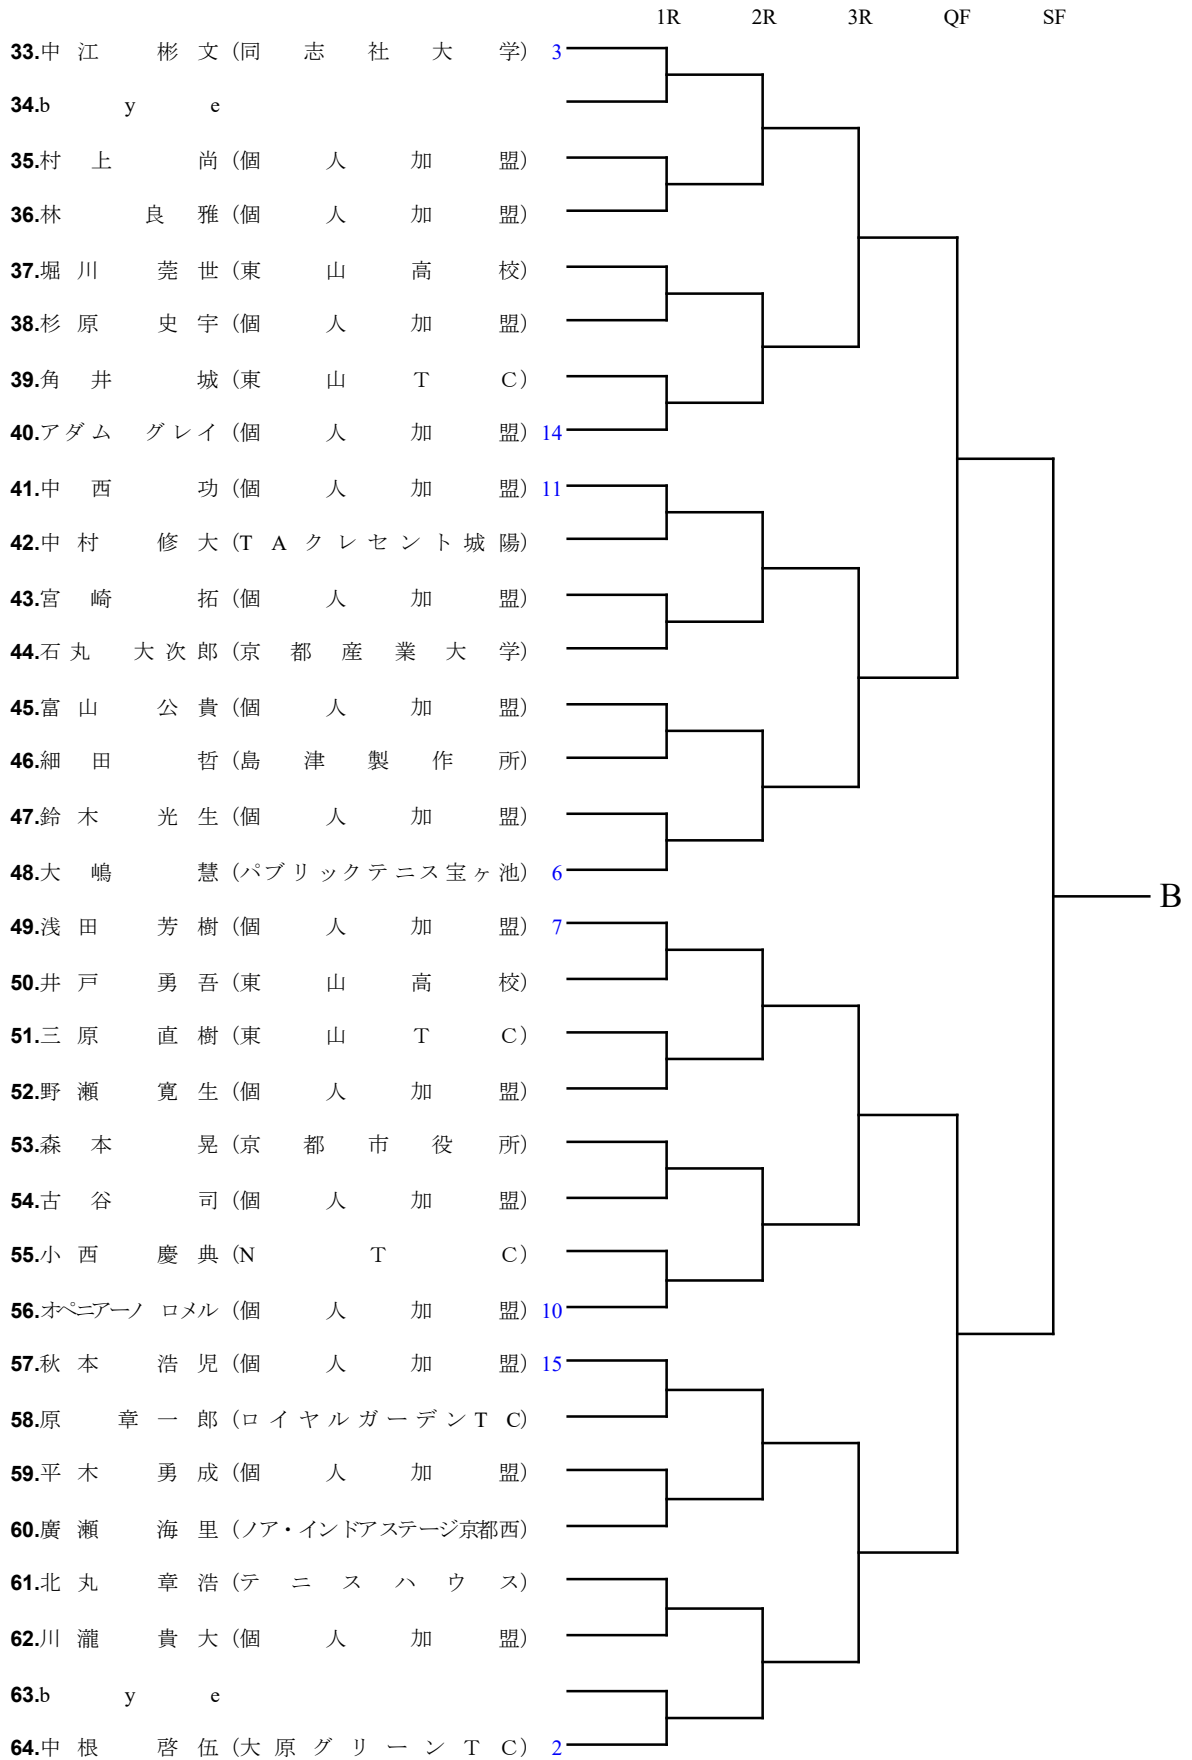 1R 2R 3R QF SF
33.中江 彬文(同志社大学) 3
34.bye
35.村上 尚(個人加盟)
36.林 良雅(個人加盟)
37.堀川 莞世(東山高校)
38.杉原 史宇(個人加盟)
39.角井 城(東山TC)
40.アダム グレイ(個人加盟) 14
41.中西 功(個人加盟) 11
42.中村 修大(TAクレセント城陽)
43.宮崎 拓(個人加盟)
44.石丸 大次郎(京都産業大学)
45.富山 公貴(個人加盟)
46.細田 哲(島津製作所)
47.鈴木 光生(個人加盟)
48.大嶋 慧(パブリックテニス宝ヶ池) 6
B
49.浅田 芳樹(個人加盟) 7
50.井戸 勇吾(東山高校)
51.三原 直樹(東山TC)
52.野瀬 寛生(個人加盟)
53.森本 晃(京都市役所)
54.古谷 司(個人加盟)
55.小西 慶典(NTC)
56.オペニアーノ ロメル(個人加盟) 10
57.秋本 浩児(個人加盟) 15
58.原 章一郎(ロイヤルガーデンTC)
59.平木 勇成(個人加盟)
60.廣瀬 海里(ノア・インドアステージ京都西)
61.北丸 章浩(テニスハウス)
62.川瀧 貴大(個人加盟)
63.bye
64.中根 啓伍(大原グリーンTC) 2